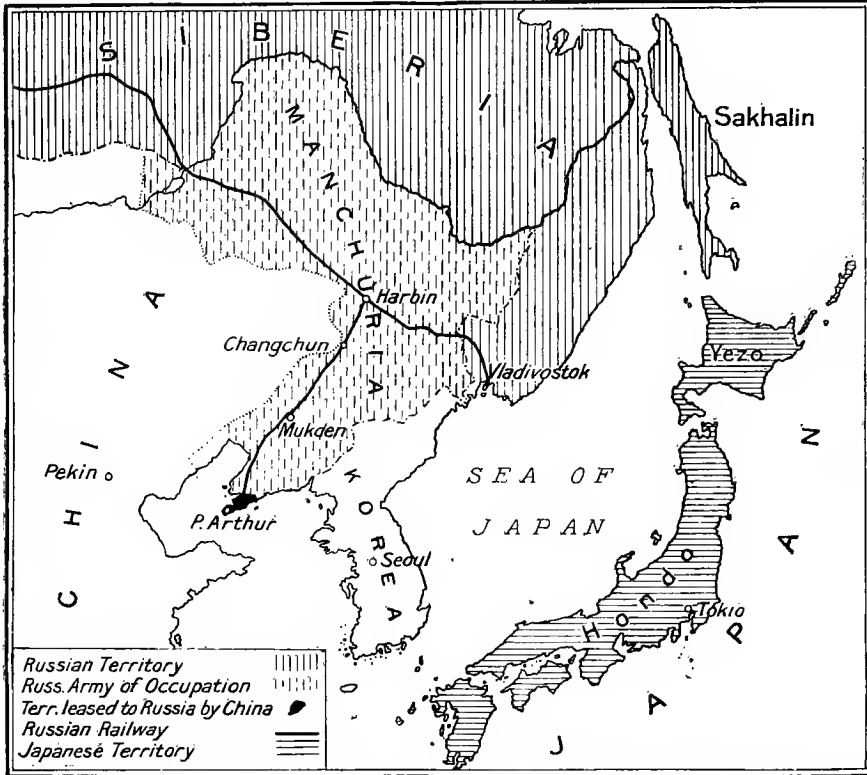 SIBERIA
MANCHURIA
Sakhalin
Harbin
Changchun
Vladivostok
Yezo
Mukden
CHINA
Pekin
P. Arthur
KOREA
Seoul
SEA OF
JAPAN
Hondo
Tokio
JAPAN
Russian Territory
Russ. Army of Occupation
Terr. leased to Russia by China
Russian Railway
Japanese Territory